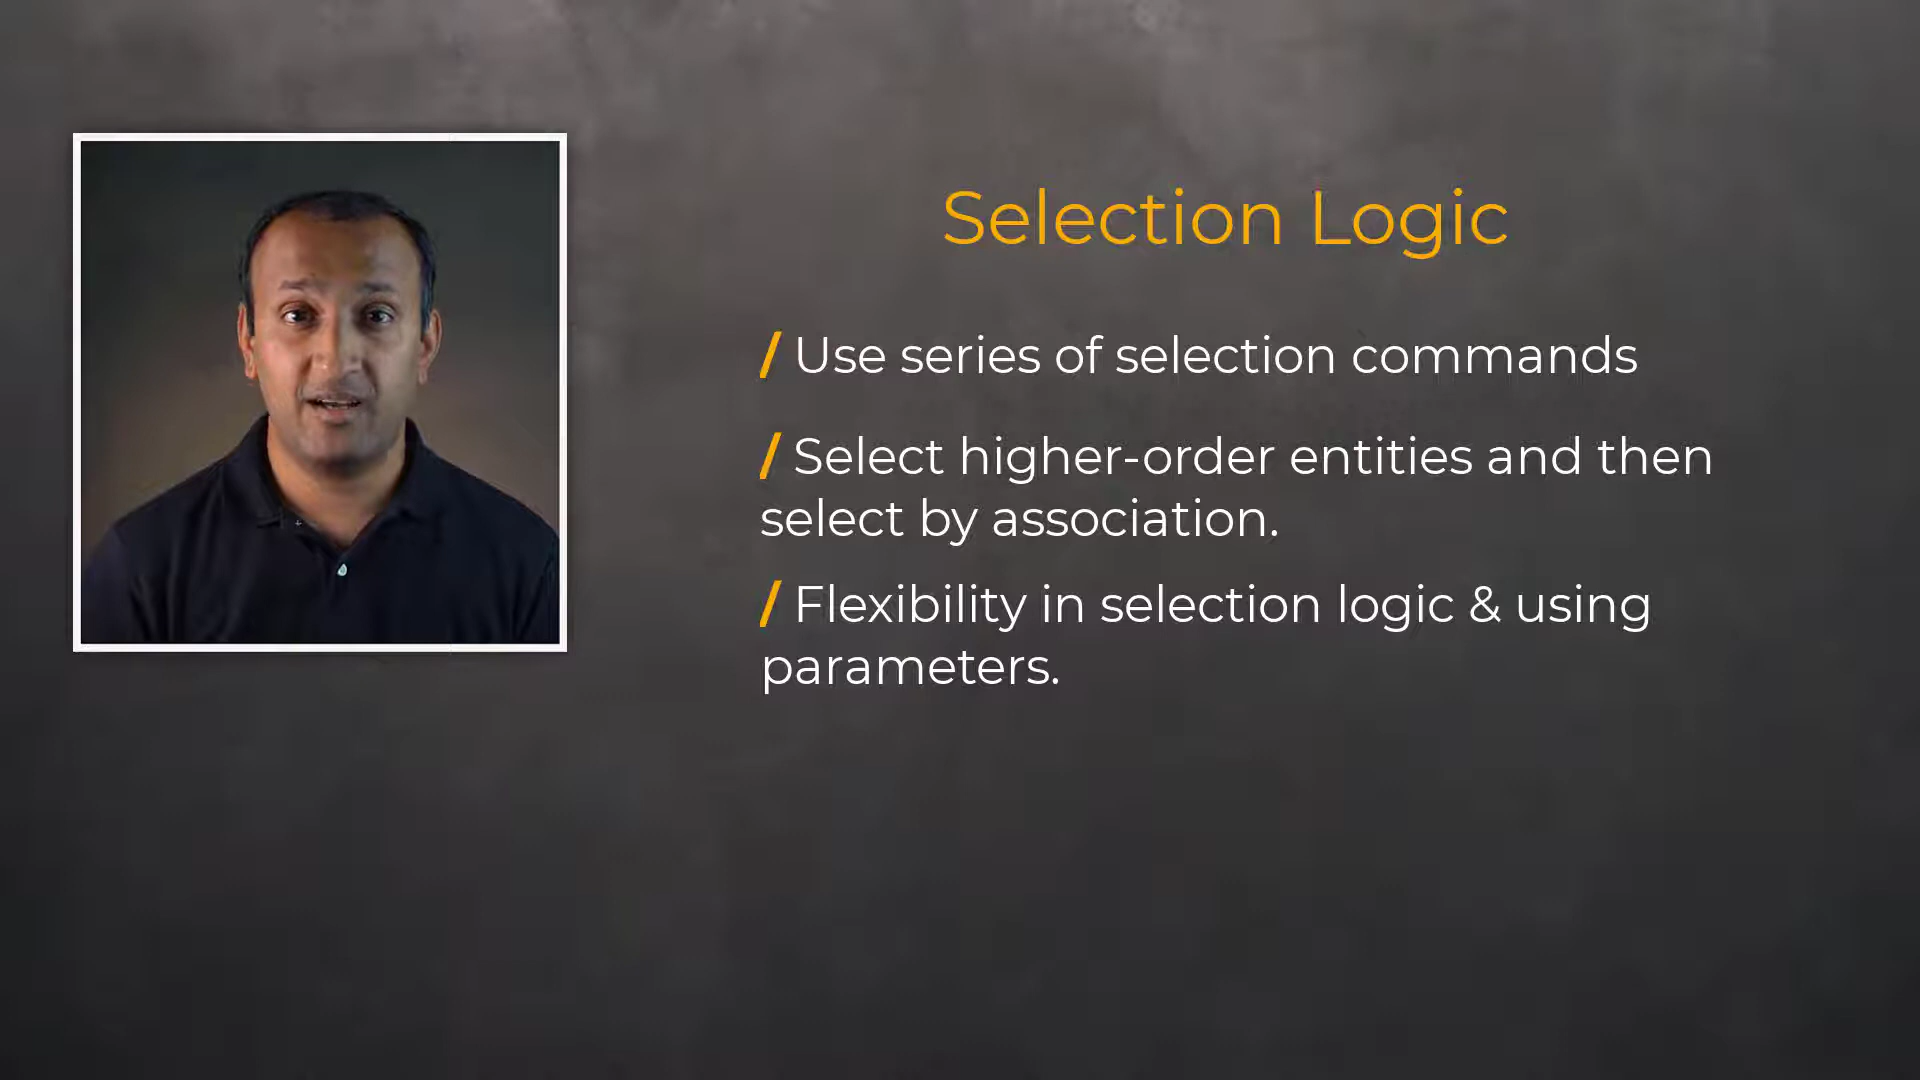 Selection Logic
/ Use series of selection commands
/ Select higher-order entities and then
select by association.
/ Flexibility in selection logic & using
parameters.